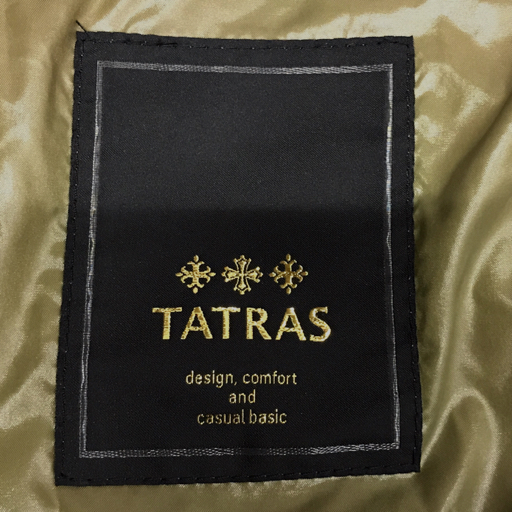 TATRAS
design, comfort
and
casual basic